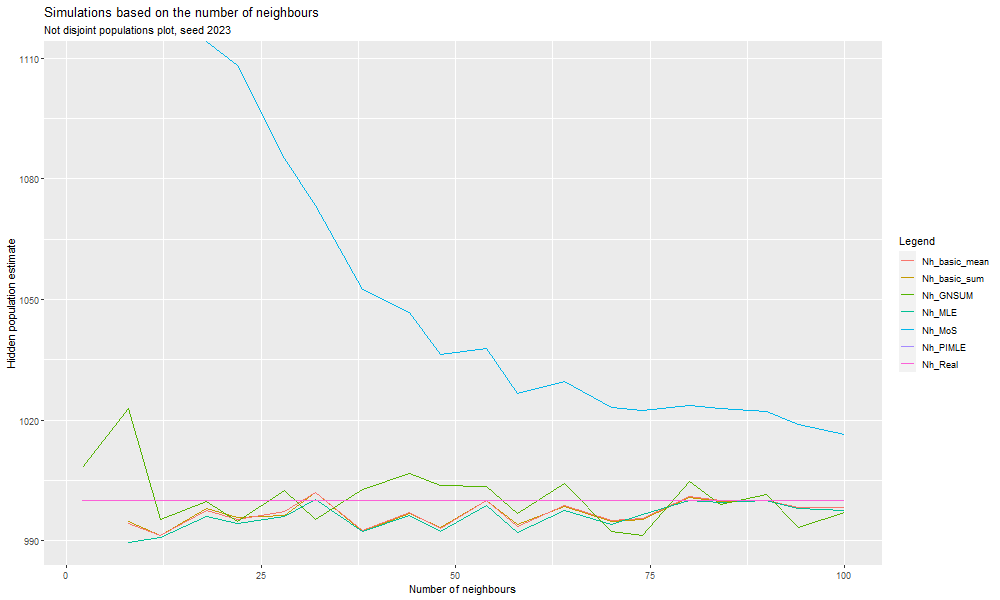 Simulations based on the number of neighbours
Not disjoint populations plot, seed 2023
1110
1080
1050
1020
990
Hidden population estimate
0 25 50 75 100
Number of neighbours
Legend
Nh_basic_mean
Nh_basic_sum
Nh_GNSUM
Nh_MLE
Nh_MoS
Nh_PIMLE
Nh_Real